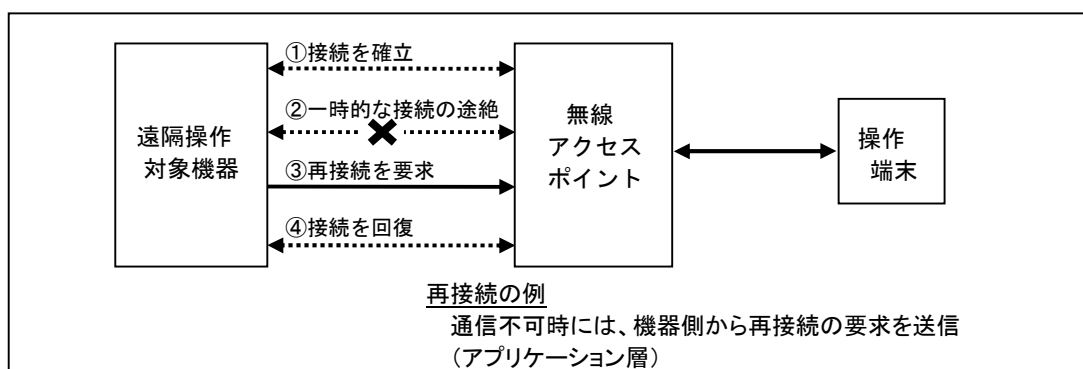 ①接続を確立
②一時的な接続の途絶
遠隔操作
対象機器
③再接続を要求
④接続を回復
無線
アクセス
ポイント
操作
端末
再接続の例
通信不可時には、機器側から再接続の要求を送信
（アプリケーション層）